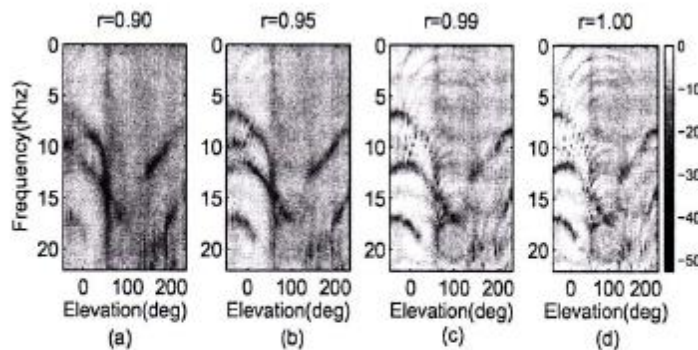 r=0.90 r=0.95 r=0.99 r=1.00
Frequency(Khz)
0 0 0 0 0
5 5 5 5 -10
10 10 10 10 -20
15 15 15 15 -30
20 20 20 20 -40
-50
0 100 200 0 100 200 0 100 200 0 100 200
Elevation(deg) Elevation(deg) Elevation(deg) Elevation(deg)
(a) (b) (c) (d)